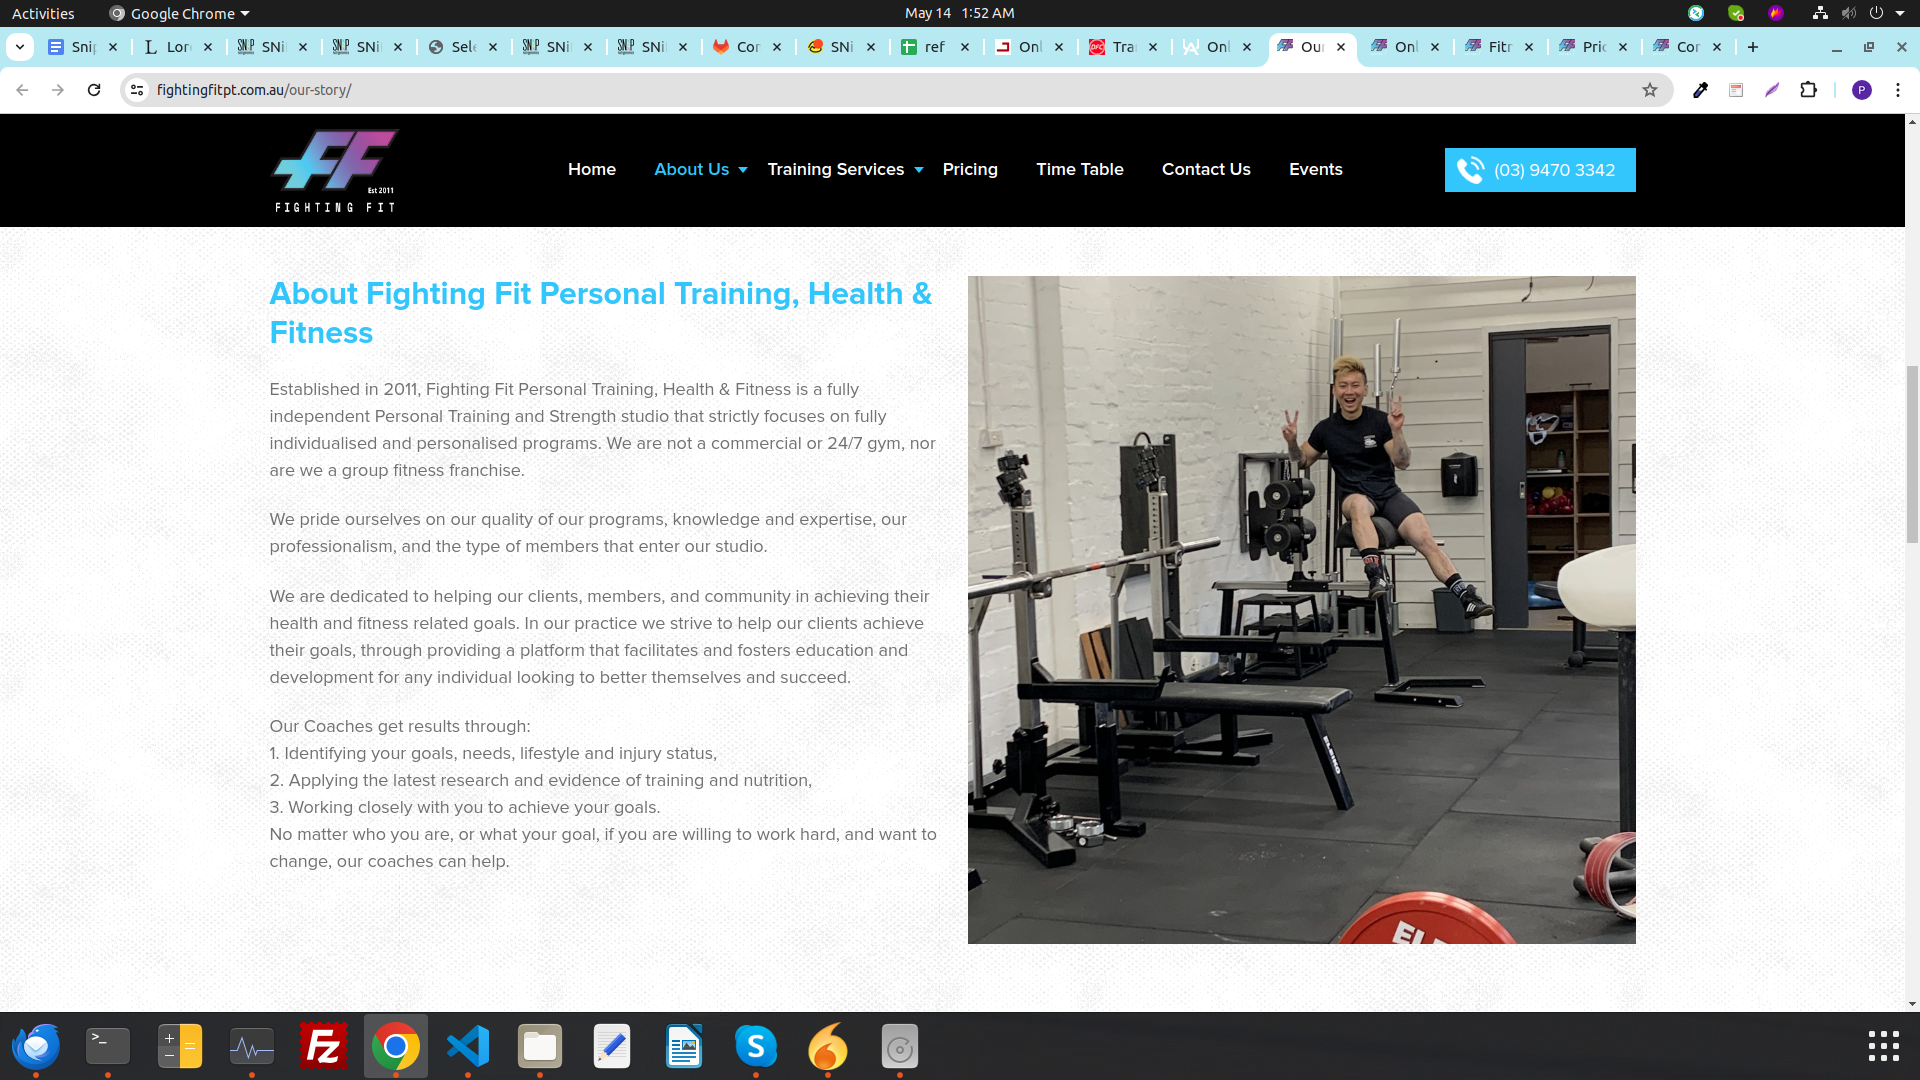 Activities
Google Chrome
May 14 1:52 AM
Snip
Lor
SNi
SNi
Sele
SNi
SNi
Cor
SNi
ref
Onl
Trai
Onl
Our
Onl
Fitr
Pric
Cor
fightingfitpt.com.au/our-story/
P
FF
Est 2011
FIGHTING FIT
Home
About Us
Training Services
Pricing
Time Table
Contact Us
Events
(03) 9470 3342
About Fighting Fit Personal Training, Health &
Fitness
Established in 2011, Fighting Fit Personal Training, Health & Fitness is a fully
independent Personal Training and Strength studio that strictly focuses on fully
individualised and personalised programs. We are not a commercial or 24/7 gym, nor
are we a group fitness franchise.
We pride ourselves on our quality of our programs, knowledge and expertise, our
professionalism, and the type of members that enter our studio.
We are dedicated to helping our clients, members, and community in achieving their
health and fitness related goals. In our practice we strive to help our clients achieve
their goals, through providing a platform that facilitates and fosters education and
development for any individual looking to better themselves and succeed.
Our Coaches get results through:
1. Identifying your goals, needs, lifestyle and injury status,
2. Applying the latest research and evidence of training and nutrition,
3. Working closely with you to achieve your goals.
No matter who you are, or what your goal, if you are willing to work hard, and want to
change, our coaches can help.
ELEIKO